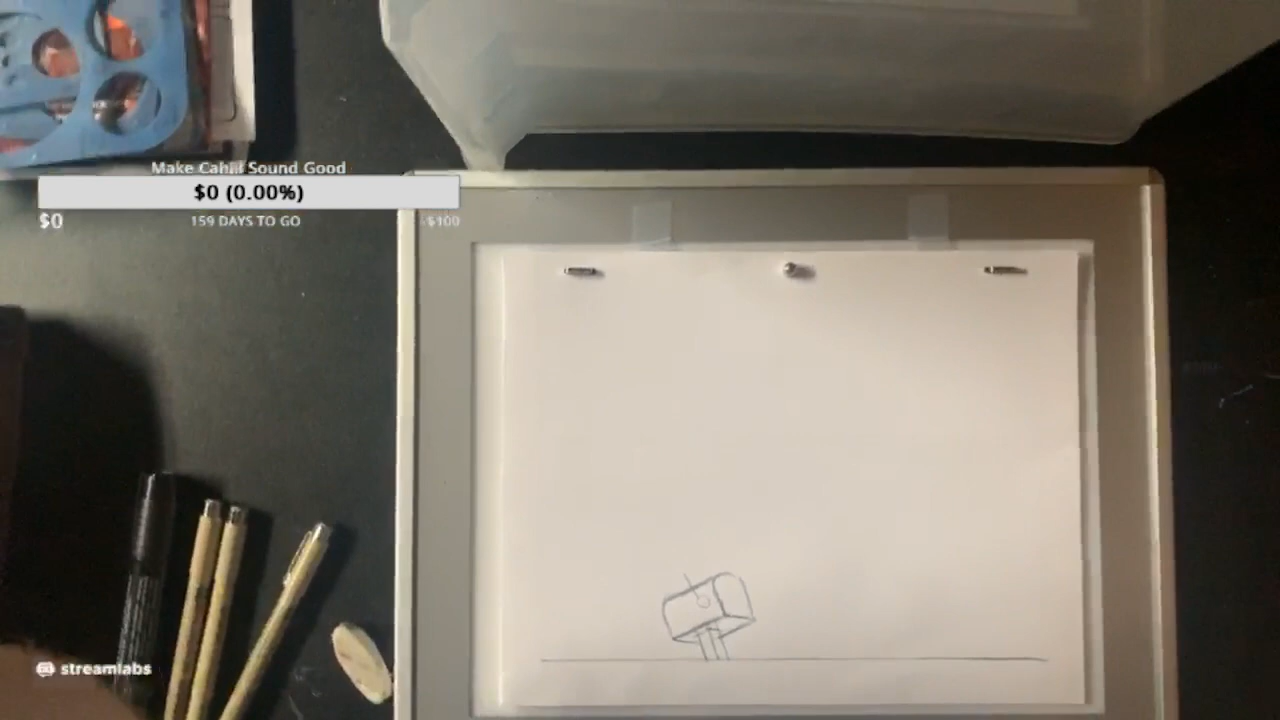 Make Cahill Sound Good
$0 (0.00%)
$0
159 DAYS TO GO
$100
streamlabs